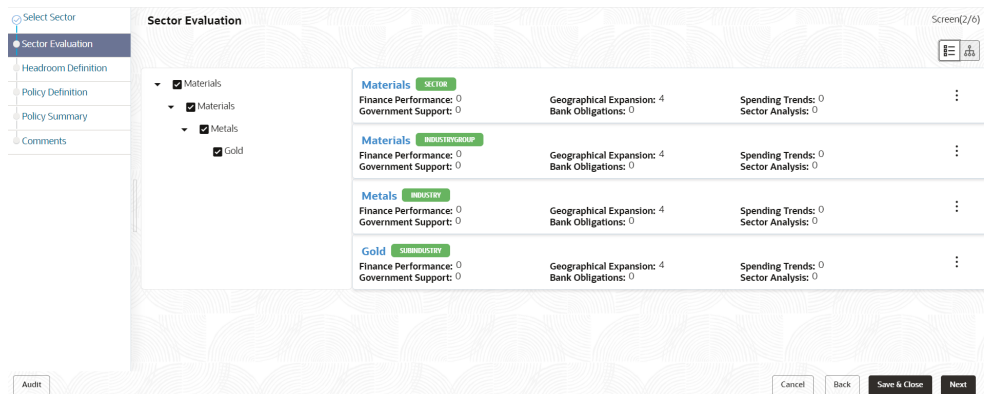 Select Sector
Sector Evaluation
Headroom Definition
Policy Definition
Policy Summary
Comments
Sector Evaluation
Screen(2/6)
Materials
Materials
Metals
Gold
Materials SECTOR
Finance Performance: 0 Geographical Expansion: 4 Spending Trends: 0
Government Support: 0 Bank Obligations: 0 Sector Analysis: 0
Materials INDUSTRYGROUP
Finance Performance: 0 Geographical Expansion: 4 Spending Trends: 0
Government Support: 0 Bank Obligations: 0 Sector Analysis: 0
Metals INDUSTRY
Finance Performance: 0 Geographical Expansion: 4 Spending Trends: 0
Government Support: 0 Bank Obligations: 0 Sector Analysis: 0
Gold SUBINDUSTRY
Finance Performance: 0 Geographical Expansion: 4 Spending Trends: 0
Government Support: 0 Bank Obligations: 0 Sector Analysis: 0
Audit Cancel Back Save & Close Next